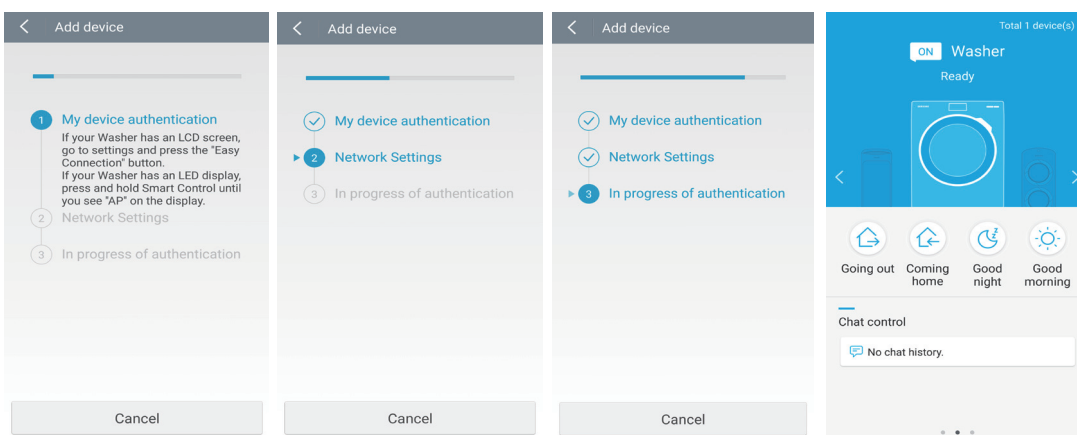 Add device
1 My device authentication
If your Washer has an LCD screen,
go to settings and press the "Easy
Connection" button.
If your Washer has an LED display,
press and hold Smart Control until
you see "AP" on the display.
2 Network Settings
3 In progress of authentication
Cancel
Add device
My device authentication
2 Network Settings
3 In progress of authentication
Cancel
Add device
My device authentication
Network Settings
3 In progress of authentication
Cancel
Total 1 device(s)
ON Washer
Ready
Going out
Coming
home
Good
night
Good
morning
Chat control
No chat history.